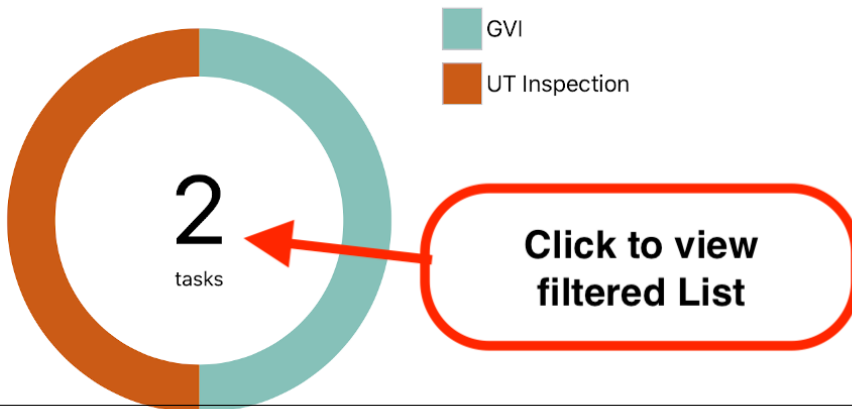 GVI
UT Inspection
2
tasks
Click to view
filtered List